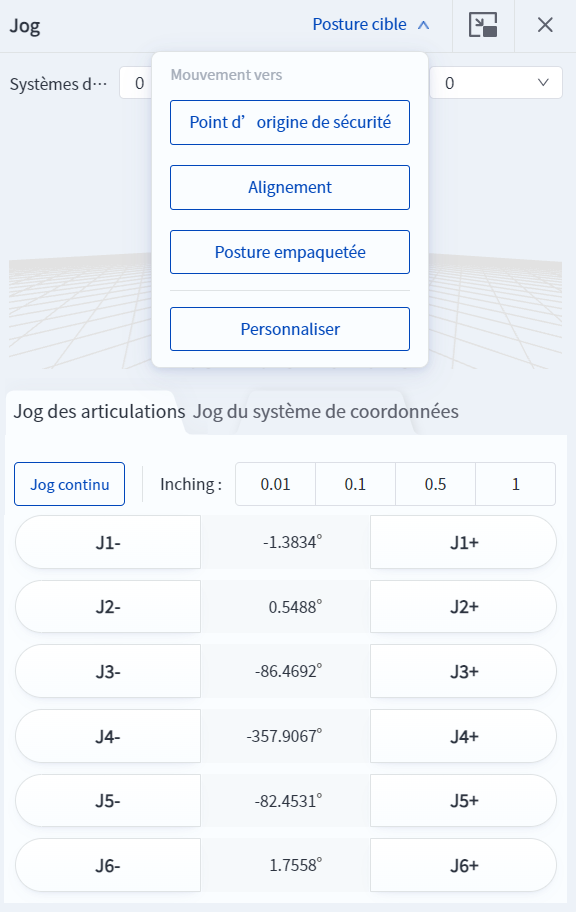 Jog
Posture cible
Systèmes d···
0
0
Mouvement vers
Point d’ origine de sécurité
Alignement
Posture empaquetée
Personnaliser
Jog des articulations
Jog du système de coordonnées
Jog continu
Inching :
0.01
0.1
0.5
1
J1-
-1.3834°
J1+
J2-
0.5488°
J2+
J3-
-86.4692°
J3+
J4-
-357.9067°
J4+
J5-
-82.4531°
J5+
J6-
1.7558°
J6+